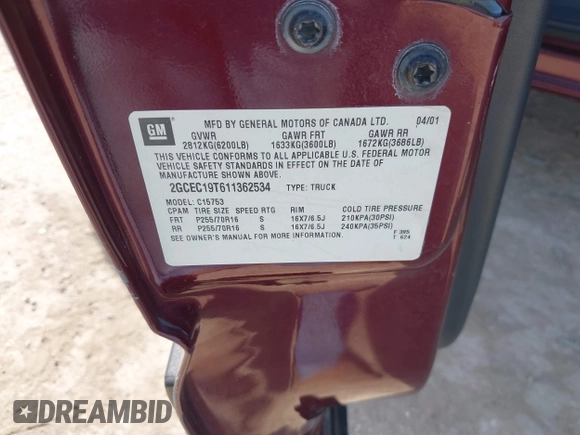 GM
MFD BY GENERAL MOTORS OF CANADA LTD. 04/01
GVWR GAWR FRT GAWR RR
2812KG(6200LB) 1633KG(3600LB) 1672KG(3686LB)
THIS VEHICLE CONFORMS TO ALL APPLICABLE U.S. FEDERAL MOTOR
VEHICLE SAFETY STANDARDS IN EFFECT ON THE DATE OF
MANUFACTURE SHOWN ABOVE.
2GCEC19T611362534 TYPE: TRUCK
MODEL: C15753
CPAM TIRE SIZE SPEED RTG RIM COLD TIRE PRESSURE
FRT P255/70R16 S 16X7/6.5J 210KPA(30PSI)
RR P255/70R16 S 16X7/6.5J 240KPA(35PSI)
SEE OWNER'S MANUAL FOR MORE INFORMATION. F 395
T 624
DREAMBID